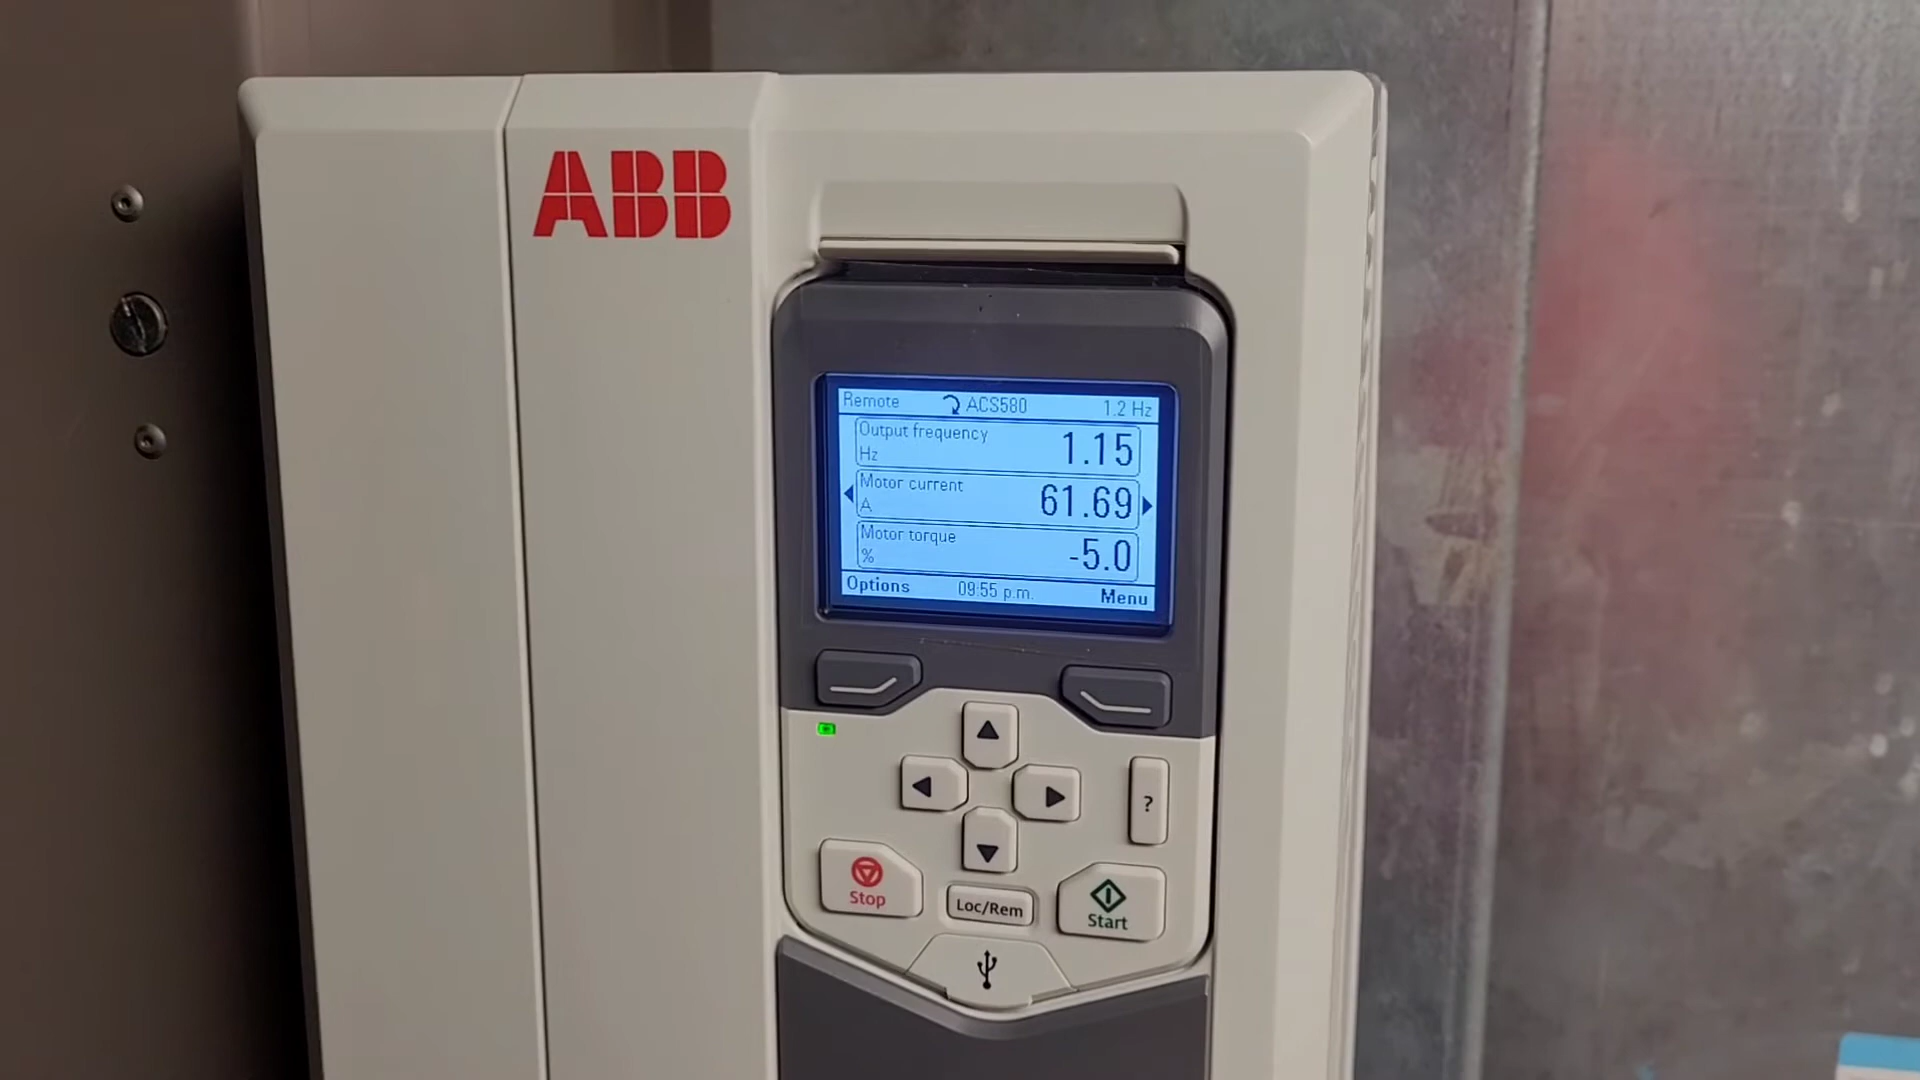 ABB
Remote ACS580 1.2 Hz
Output frequency
Hz 1.15
Motor current
A 61.69
Motor torque
% -5.0
Options 09:55 p.m. Menu
?
Stop
Loc/Rem
Start